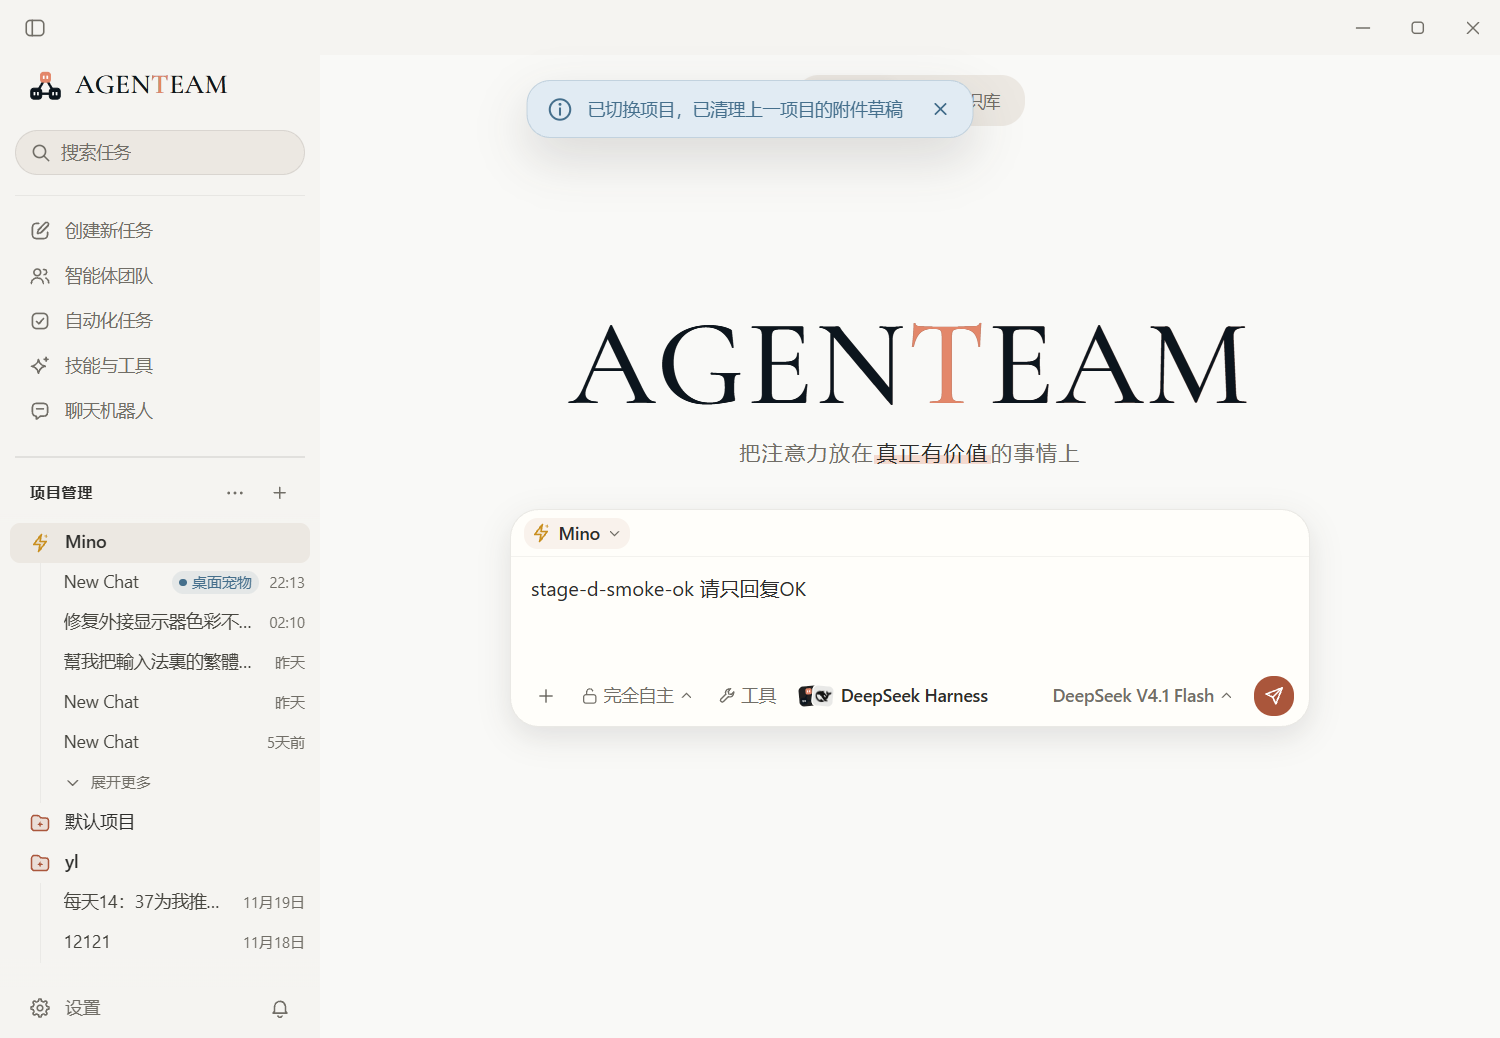 AGENTEAM
搜索任务
创建新任务
智能体团队
自动化任务
技能与工具
聊天机器人
项目管理
Mino
New Chat 桌面宠物 22:13
修复外接显示器色彩不... 02:10
幫我把輸入法裏的繁體... 昨天
New Chat 昨天
New Chat 5天前
展开更多
默认项目
yl
每天14：37为我推... 11月19日
12121 11月18日
设置
已切换项目，已清理上一项目的附件草稿
库
AGENTEAM
把注意力放在真正有价值的事情上
Mino
stage-d-smoke-ok 请只回复OK
完全自主 工具 DeepSeek Harness DeepSeek V4.1 Flash